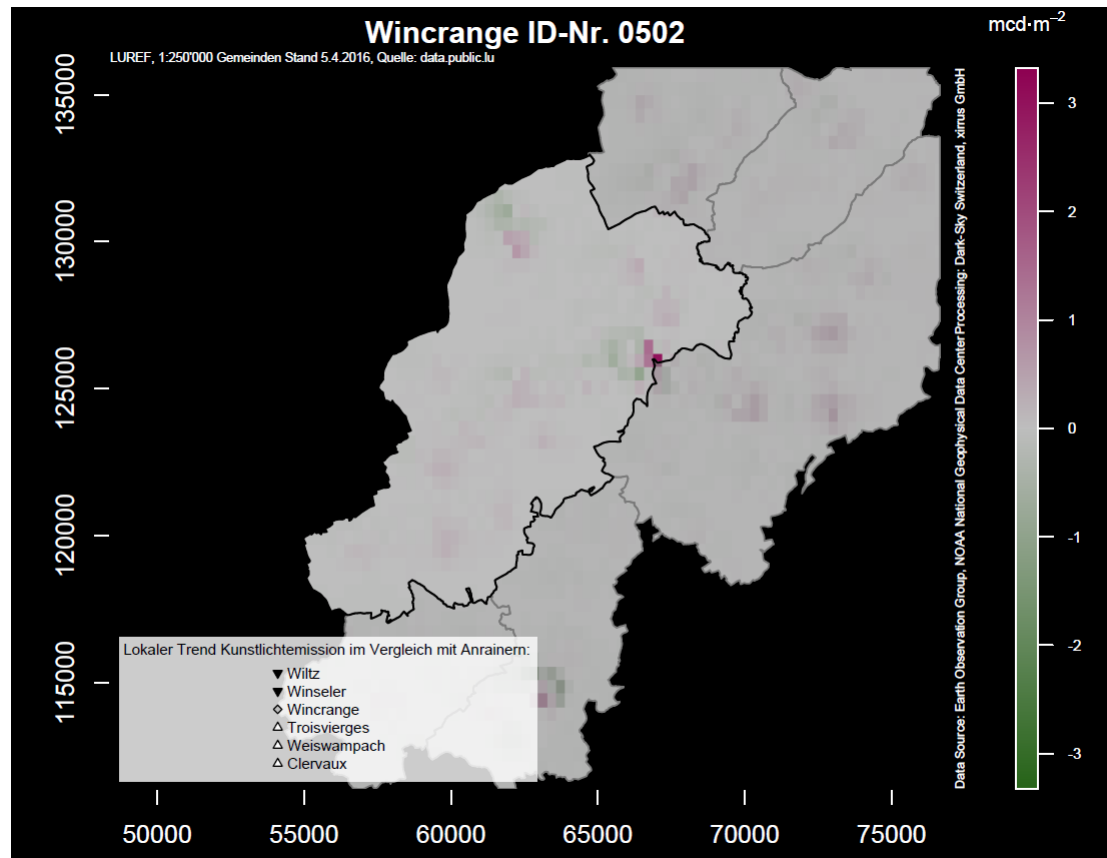 Wincrange ID-Nr. 0502
mcd·m⁻²
LUREF, 1:250'000 Gemeinden Stand 5.4.2016, Quelle: data.public.lu
135000
130000
125000
120000
115000
3
2
1
0
-1
-2
-3
Data Source: Earth Observation Group, NOAA National Geophysical Data Center Processing: Dark-Sky Switzerland, xirrus GmbH
Lokaler Trend Kunstlichtemission im Vergleich mit Anrainern:
▼ Wiltz
▼ Winseler
◇ Wincrange
△ Troisvierges
△ Weiswampach
△ Clervaux
50000 55000 60000 65000 70000 75000